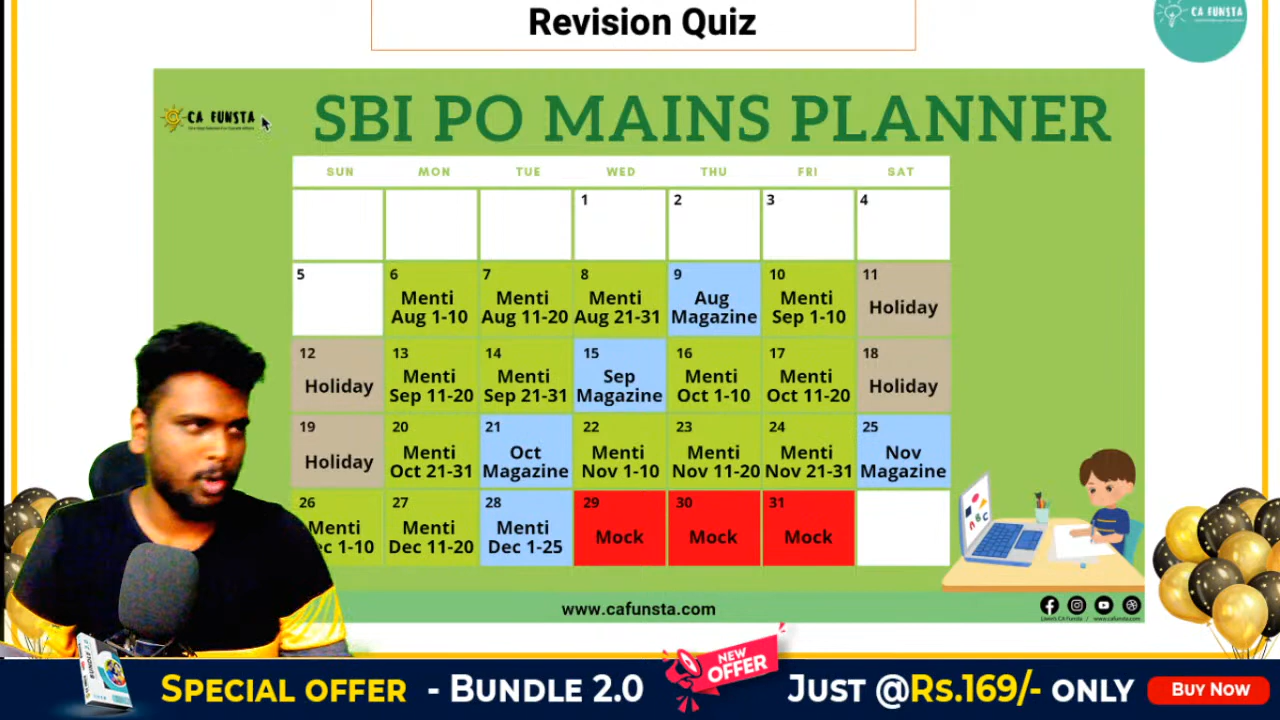 Revision Quiz
CA FUNSTA
CA FUNSTA
SBI PO MAINS PLANNER
SUN MON TUE WED THU FRI SAT
1 2 3 4
5 6 7 8 9 10 11
Menti Menti Menti Aug Menti Holiday
Aug 1-10 Aug 11-20 Aug 21-31 Magazine Sep 1-10
12 13 14 15 16 17 18
Holiday Menti Menti Sep Menti Menti Holiday
Sep 11-20 Sep 21-31 Magazine Oct 1-10 Oct 11-20
19 20 21 22 23 24 25
Holiday Menti Oct Menti Menti Menti Nov
Oct 21-31 Magazine Nov 1-10 Nov 11-20 Nov 21-31 Magazine
26 27 28 29 30 31
Menti Menti Menti Mock Mock Mock
ec 1-10 Dec 11-20 Dec 1-25
www.cafunsta.com
SPECIAL OFFER - BUNDLE 2.0 NEW OFFER JUST @Rs.169/- ONLY Buy Now
BUNDLE 2.0